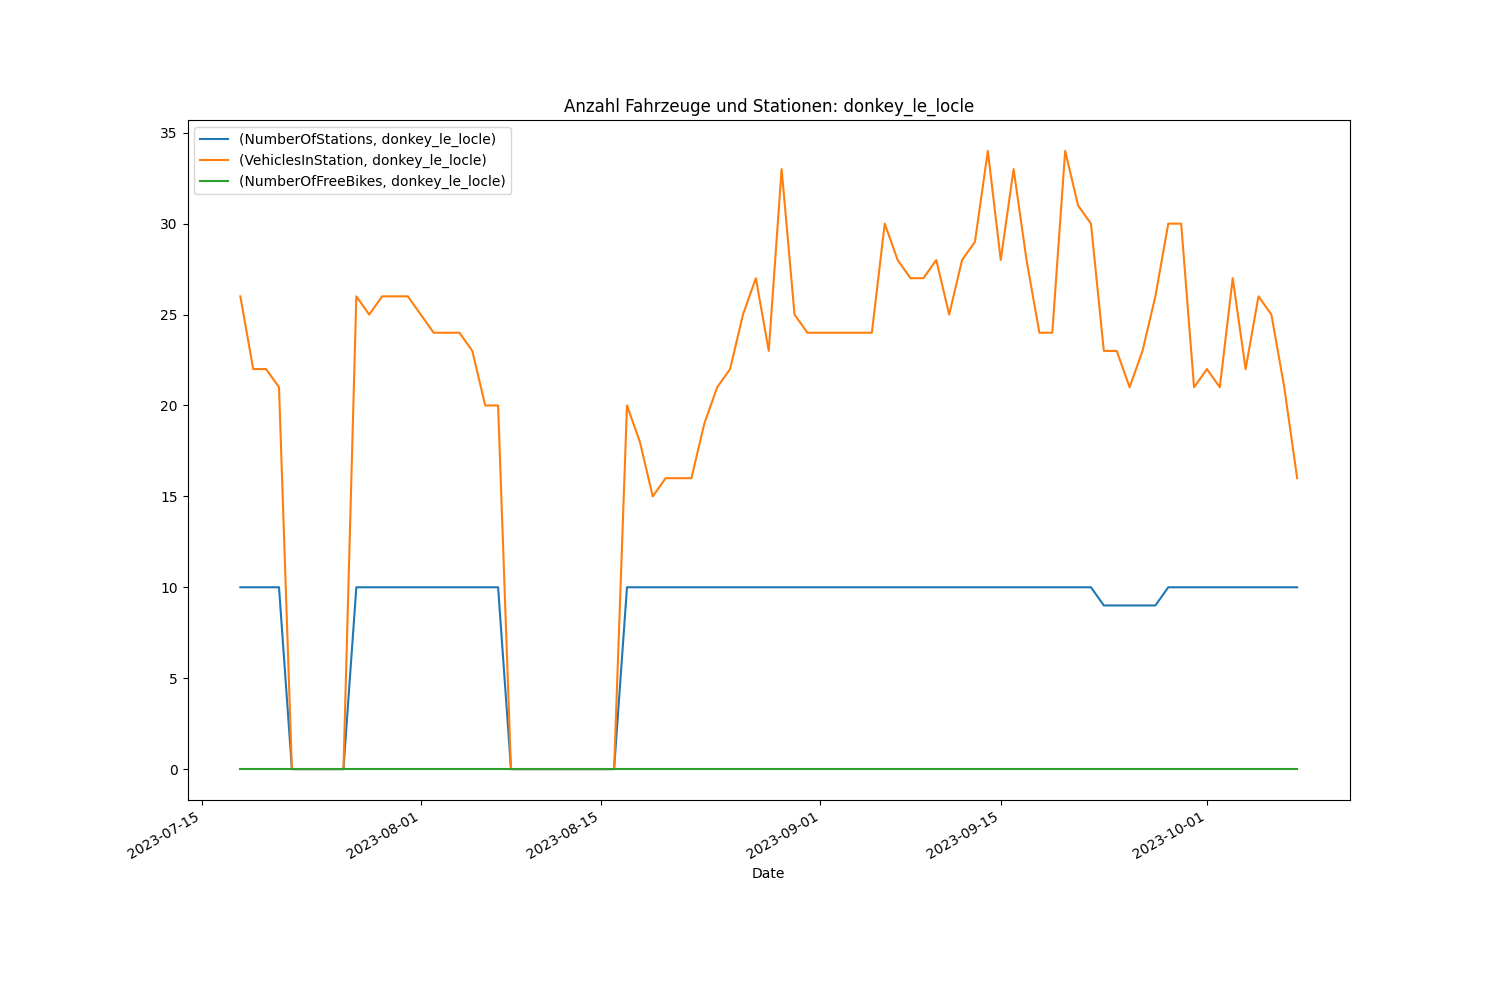 Anzahl Fahrzeuge und Stationen: donkey_le_locle
(NumberOfStations, donkey_le_locle)
(VehiclesInStation, donkey_le_locle)
(NumberOfFreeBikes, donkey_le_locle)
35
30
25
20
15
10
5
0
2023-07-15
2023-08-01
2023-08-15
2023-09-01
2023-09-15
2023-10-01
Date